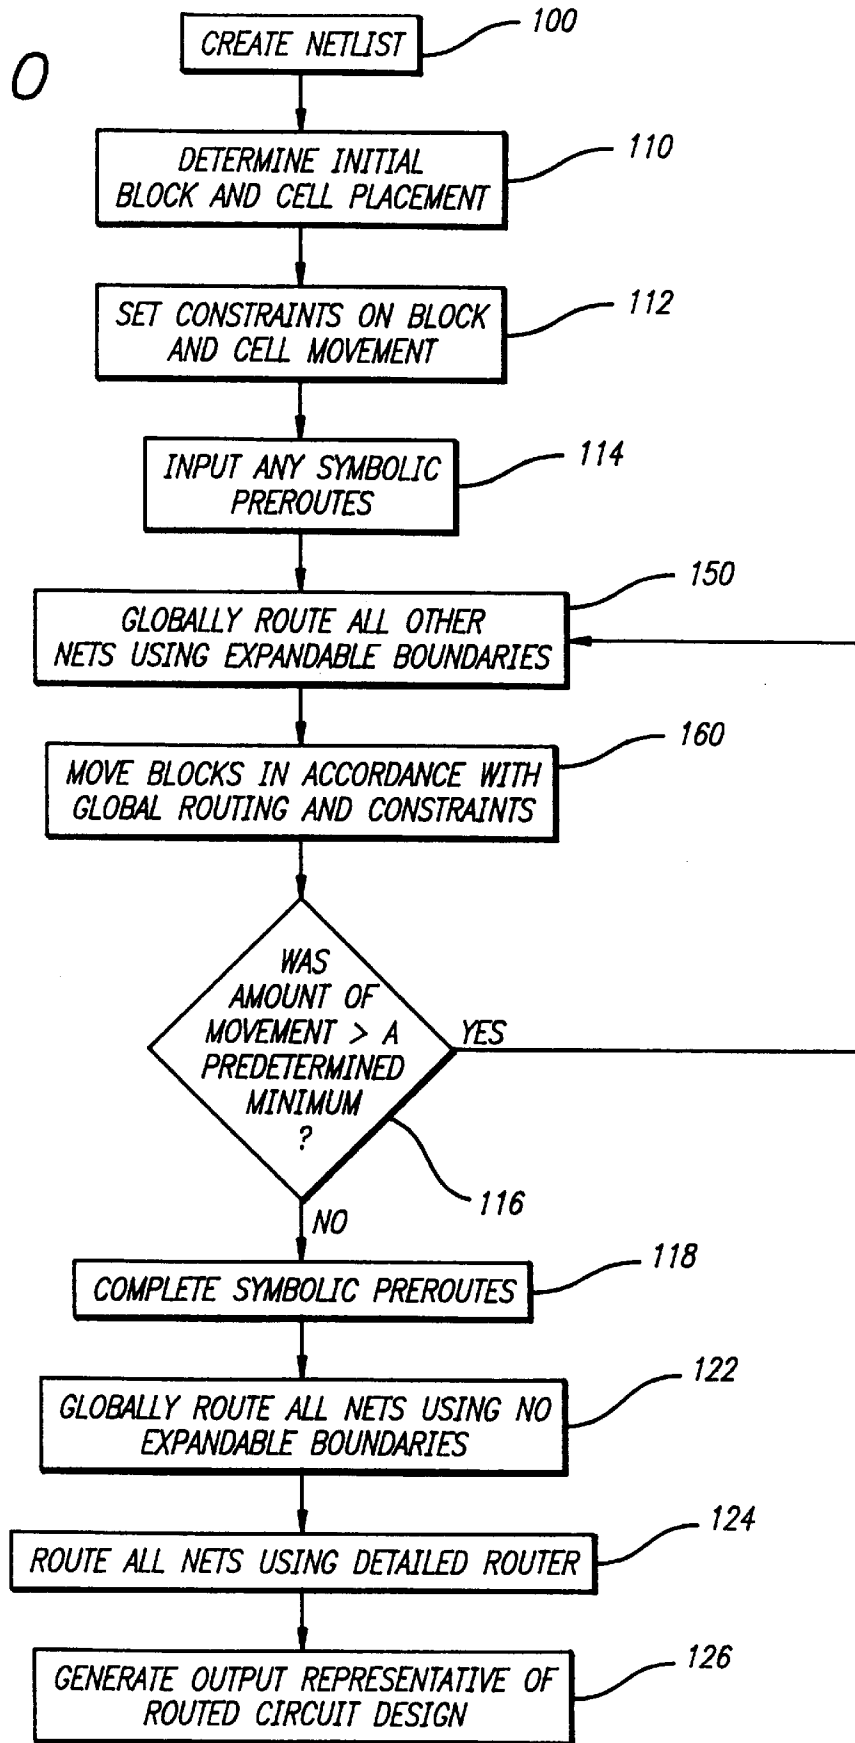 0
CREATE NETLIST
100
DETERMINE INITIAL
BLOCK AND CELL PLACEMENT
110
SET CONSTRAINTS ON BLOCK
AND CELL MOVEMENT
112
INPUT ANY SYMBOLIC
PREROUTES
114
GLOBALLY ROUTE ALL OTHER
NETS USING EXPANDABLE BOUNDARIES
150
MOVE BLOCKS IN ACCORDANCE WITH
GLOBAL ROUTING AND CONSTRAINTS
160
WAS
AMOUNT OF
MOVEMENT > A
PREDETERMINED
MINIMUM
?
YES
116
NO
COMPLETE SYMBOLIC PREROUTES
118
GLOBALLY ROUTE ALL NETS USING NO
EXPANDABLE BOUNDARIES
122
ROUTE ALL NETS USING DETAILED ROUTER
124
GENERATE OUTPUT REPRESENTATIVE OF
ROUTED CIRCUIT DESIGN
126